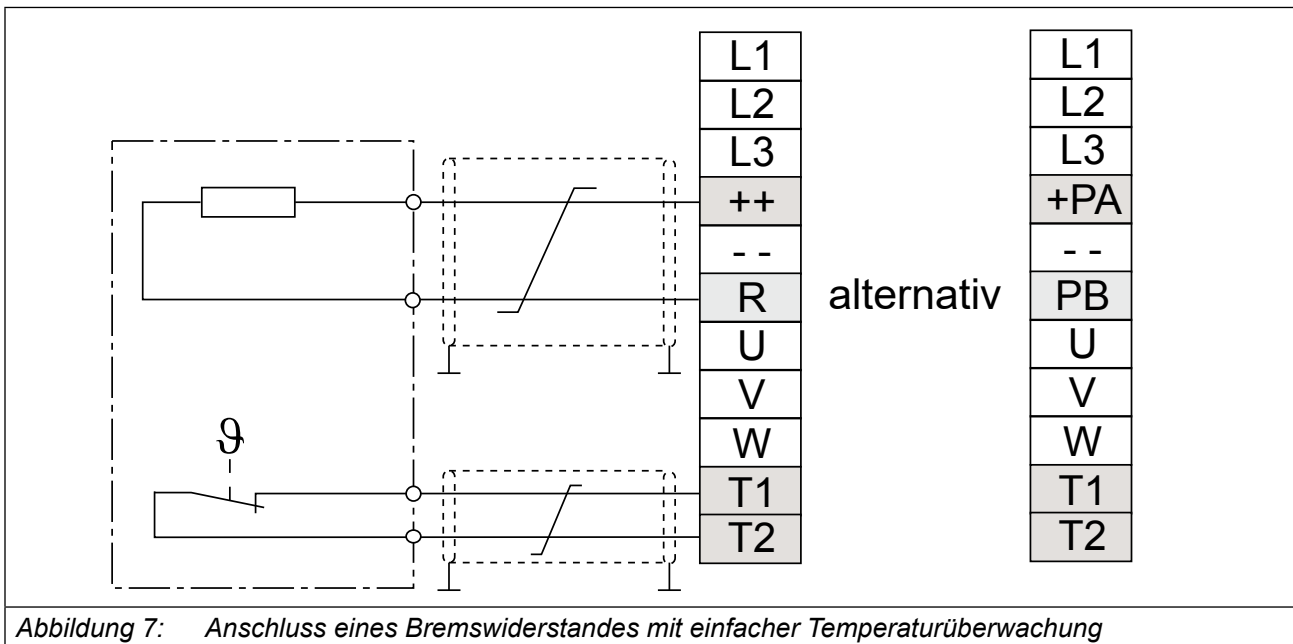 L1
L2
L3
++
- -
R
U
V
W
T1
T2
alternativ
L1
L2
L3
+PA
- -
PB
U
V
W
T1
T2
ϑ
Abbildung 7: Anschluss eines Bremswiderstandes mit einfacher Temperaturüberwachung